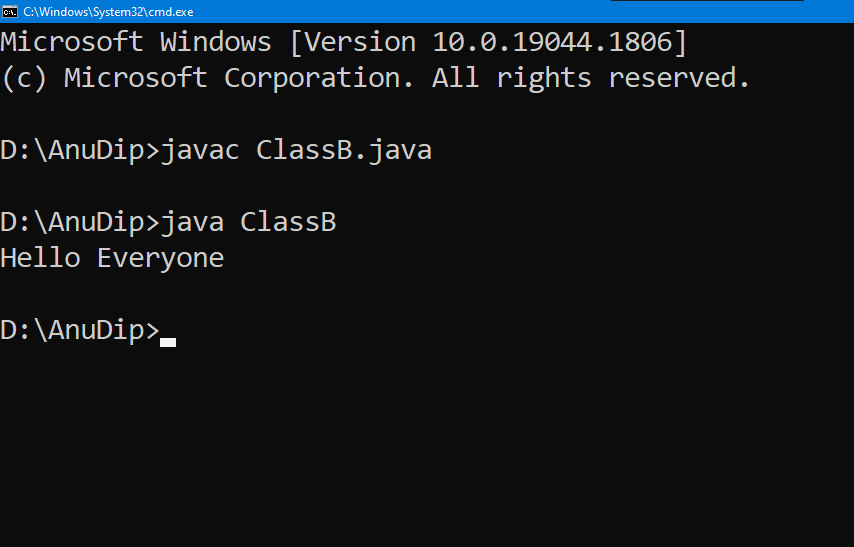 C:\Windows\System32\cmd.exe
Microsoft Windows [Version 10.0.19044.1806]
(c) Microsoft Corporation. All rights reserved.
D:\AnuDip>javac ClassB.java
D:\AnuDip>java ClassB
Hello Everyone
D:\AnuDip>